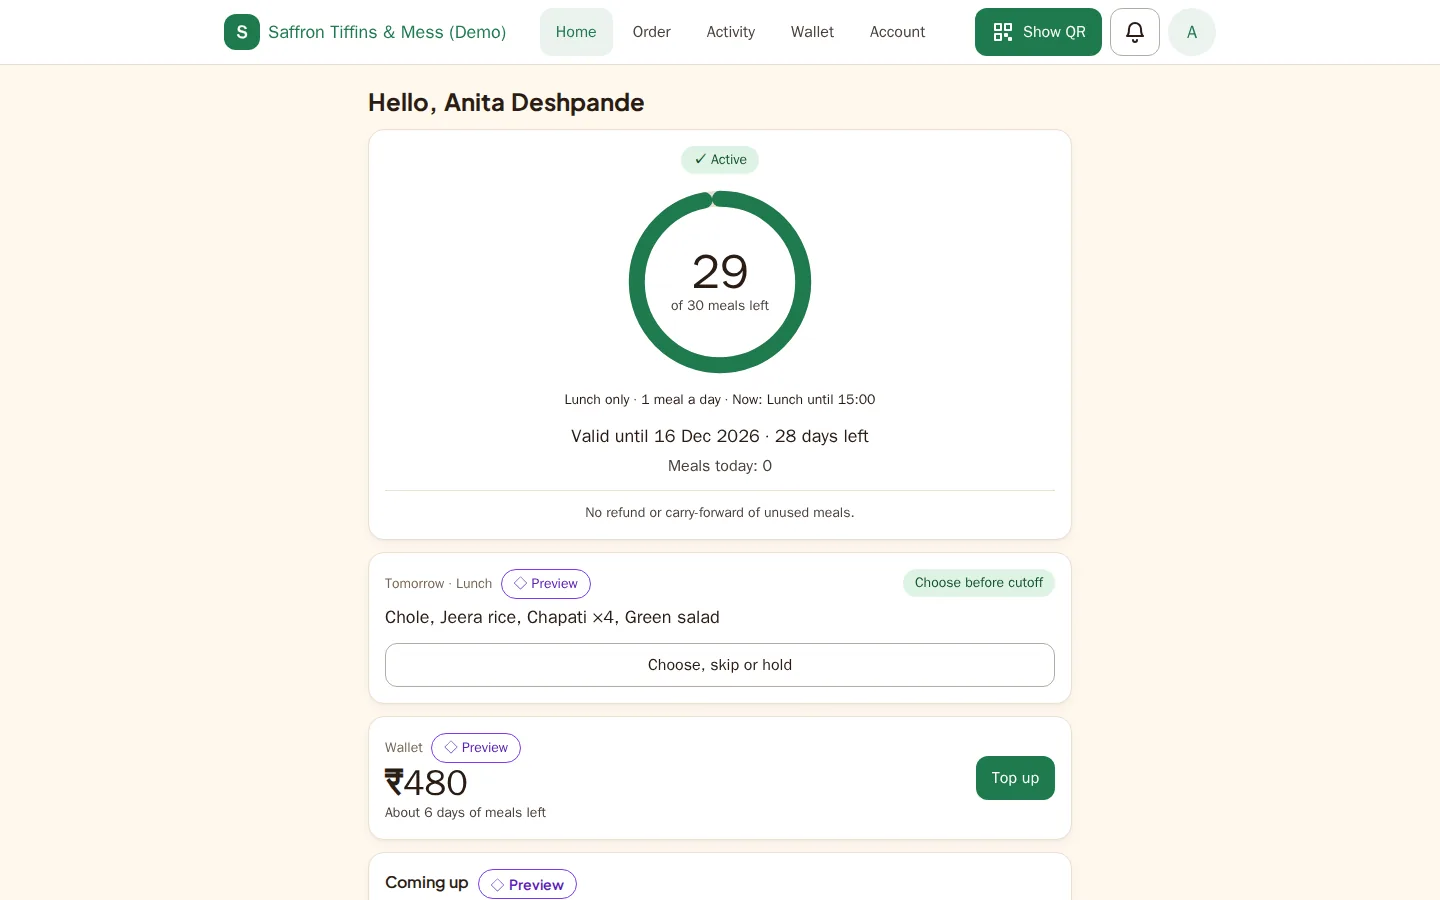 S Saffron Tiffins & Mess (Demo) Home Order Activity Wallet Account Show QR A
Hello, Anita Deshpande
✓ Active
29
of 30 meals left
Lunch only · 1 meal a day · Now: Lunch until 15:00
Valid until 16 Dec 2026 · 28 days left
Meals today: 0
No refund or carry-forward of unused meals.
Tomorrow · Lunch ◇ Preview Choose before cutoff
Chole, Jeera rice, Chapati ×4, Green salad
Choose, skip or hold
Wallet ◇ Preview
₹480
Top up
About 6 days of meals left
Coming up ◇ Preview